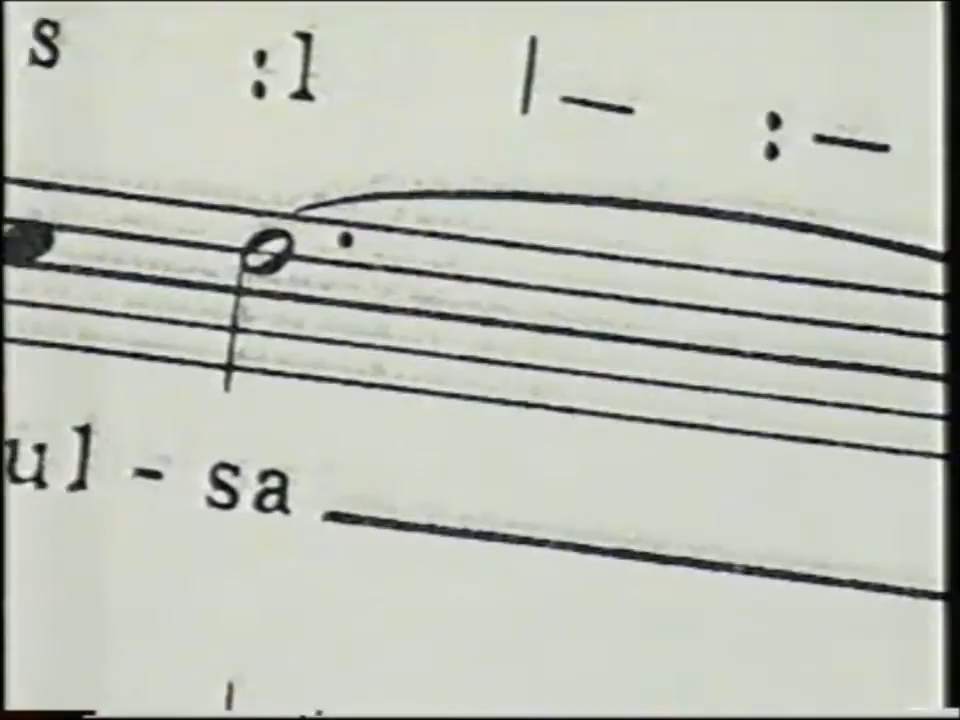 s :l |— :—
ul - sa